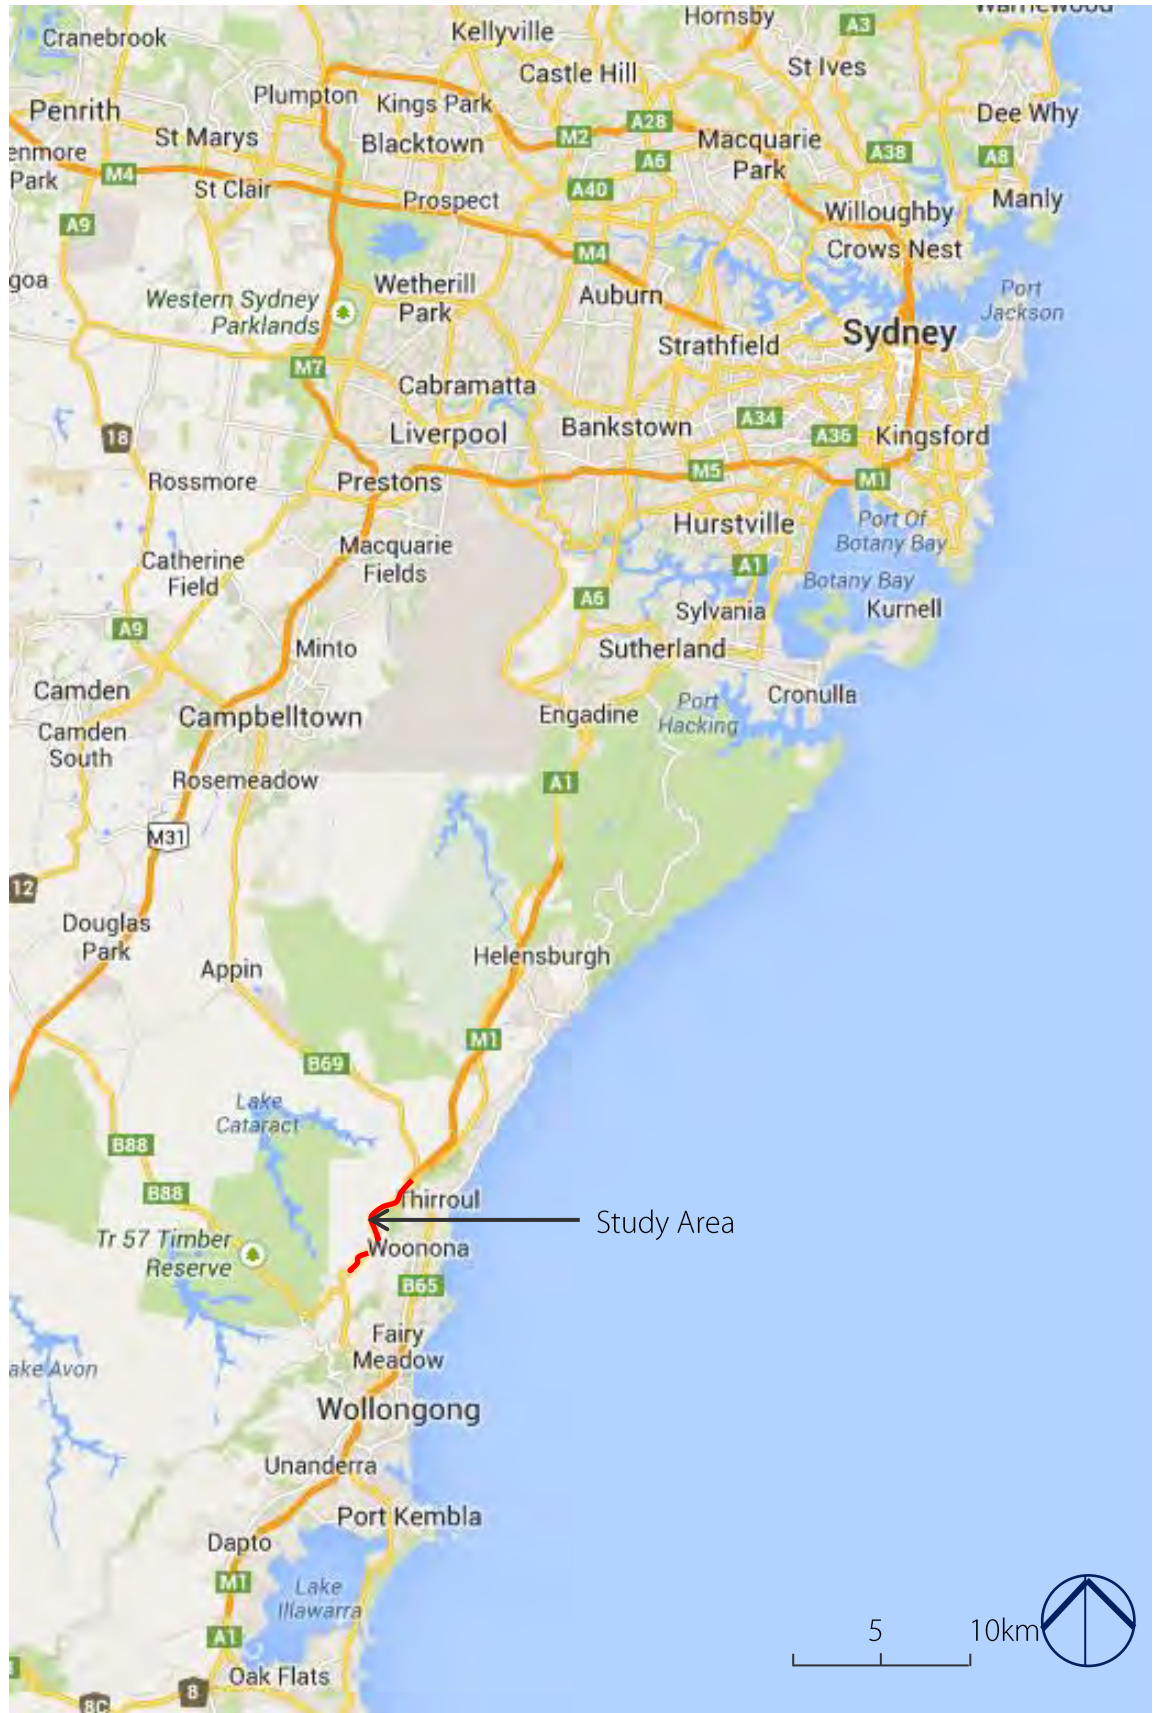 Warriewood
Hornsby
A3
Kellyville
Cranebrook
St Ives
Castle Hill
Plumpton
Kings Park
Penrith
Dee Why
A28
M2
St Marys
Blacktown
Macquarie
Park
A38
A8
A6
enmore
Park
M4
St Clair
A40
Prospect
Manly
Willoughby
A9
Crows Nest
M4
goa
Wetherill
Park
Auburn
Port
Jackson
Western Sydney
Parklands
Sydney
Strathfield
M7
Cabramatta
A34
Bankstown
Liverpool
A36
Kingsford
18
M5
M1
Rossmore
Prestons
Hurstville
Port Of
Botany Bay
Macquarie
Fields
Catherine
Field
A1
Botany Bay
A6
Sylvania
Kurnell
A9
Minto
Sutherland
Camden
Cronulla
Port
Hacking
Campbelltown
Engadine
Camden
South
Rosemeadow
A1
M31
12
Douglas
Park
Helensburgh
Appin
M1
B69
Lake
Cataract
B88
B88
Thirroul
Study Area
Tr 57 Timber
Reserve
Woonona
B65
Fairy
Meadow
ake Avon
Wollongong
Unanderra
Port Kembla
Dapto
M1
Lake
Illawarra
5
10km
A1
Oak Flats
8
8C